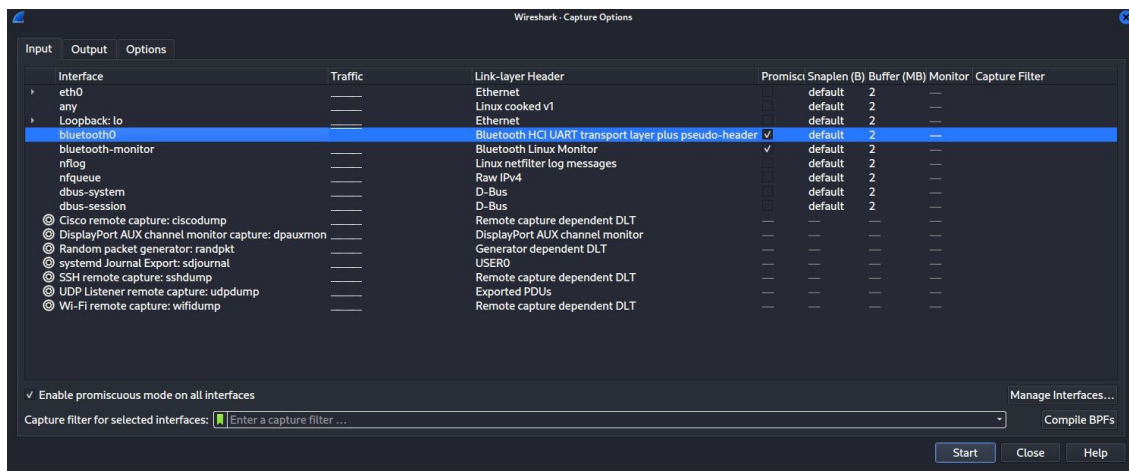 Wireshark · Capture Options
Input Output Options
Interface Traffic Link-layer Header Promiscu Snaplen (B) Buffer (MB) Monitor Capture Filter
eth0 Ethernet default 2 —
any Linux cooked v1 default 2 —
Loopback: lo Ethernet default 2 —
bluetooth0 Bluetooth HCI UART transport layer plus pseudo-header ✓ default 2 —
bluetooth-monitor Bluetooth Linux Monitor ✓ default 2 —
nflog Linux netfilter log messages default 2 —
nfqueue Raw IPv4 default 2 —
dbus-system D-Bus default 2 —
dbus-session D-Bus default 2 —
Cisco remote capture: ciscodump Remote capture dependent DLT — — — —
DisplayPort AUX channel monitor capture: dpauxmon DisplayPort AUX channel monitor — — — —
Random packet generator: randpkt Generator dependent DLT — — — —
systemd Journal Export: sdjournal USER0 — — — —
SSH remote capture: sshdump Remote capture dependent DLT — — — —
UDP Listener remote capture: udpdump Exported PDUs — — — —
Wi-Fi remote capture: wifidump Remote capture dependent DLT — — — —
✓ Enable promiscuous mode on all interfaces Manage Interfaces...
Capture filter for selected interfaces: Enter a capture filter ... Compile BPFs
Start Close Help